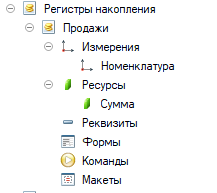 Регистры накопления
Продажи
Измерения
Номенклатура
Ресурсы
Сумма
Реквизиты
Формы
Команды
Макеты